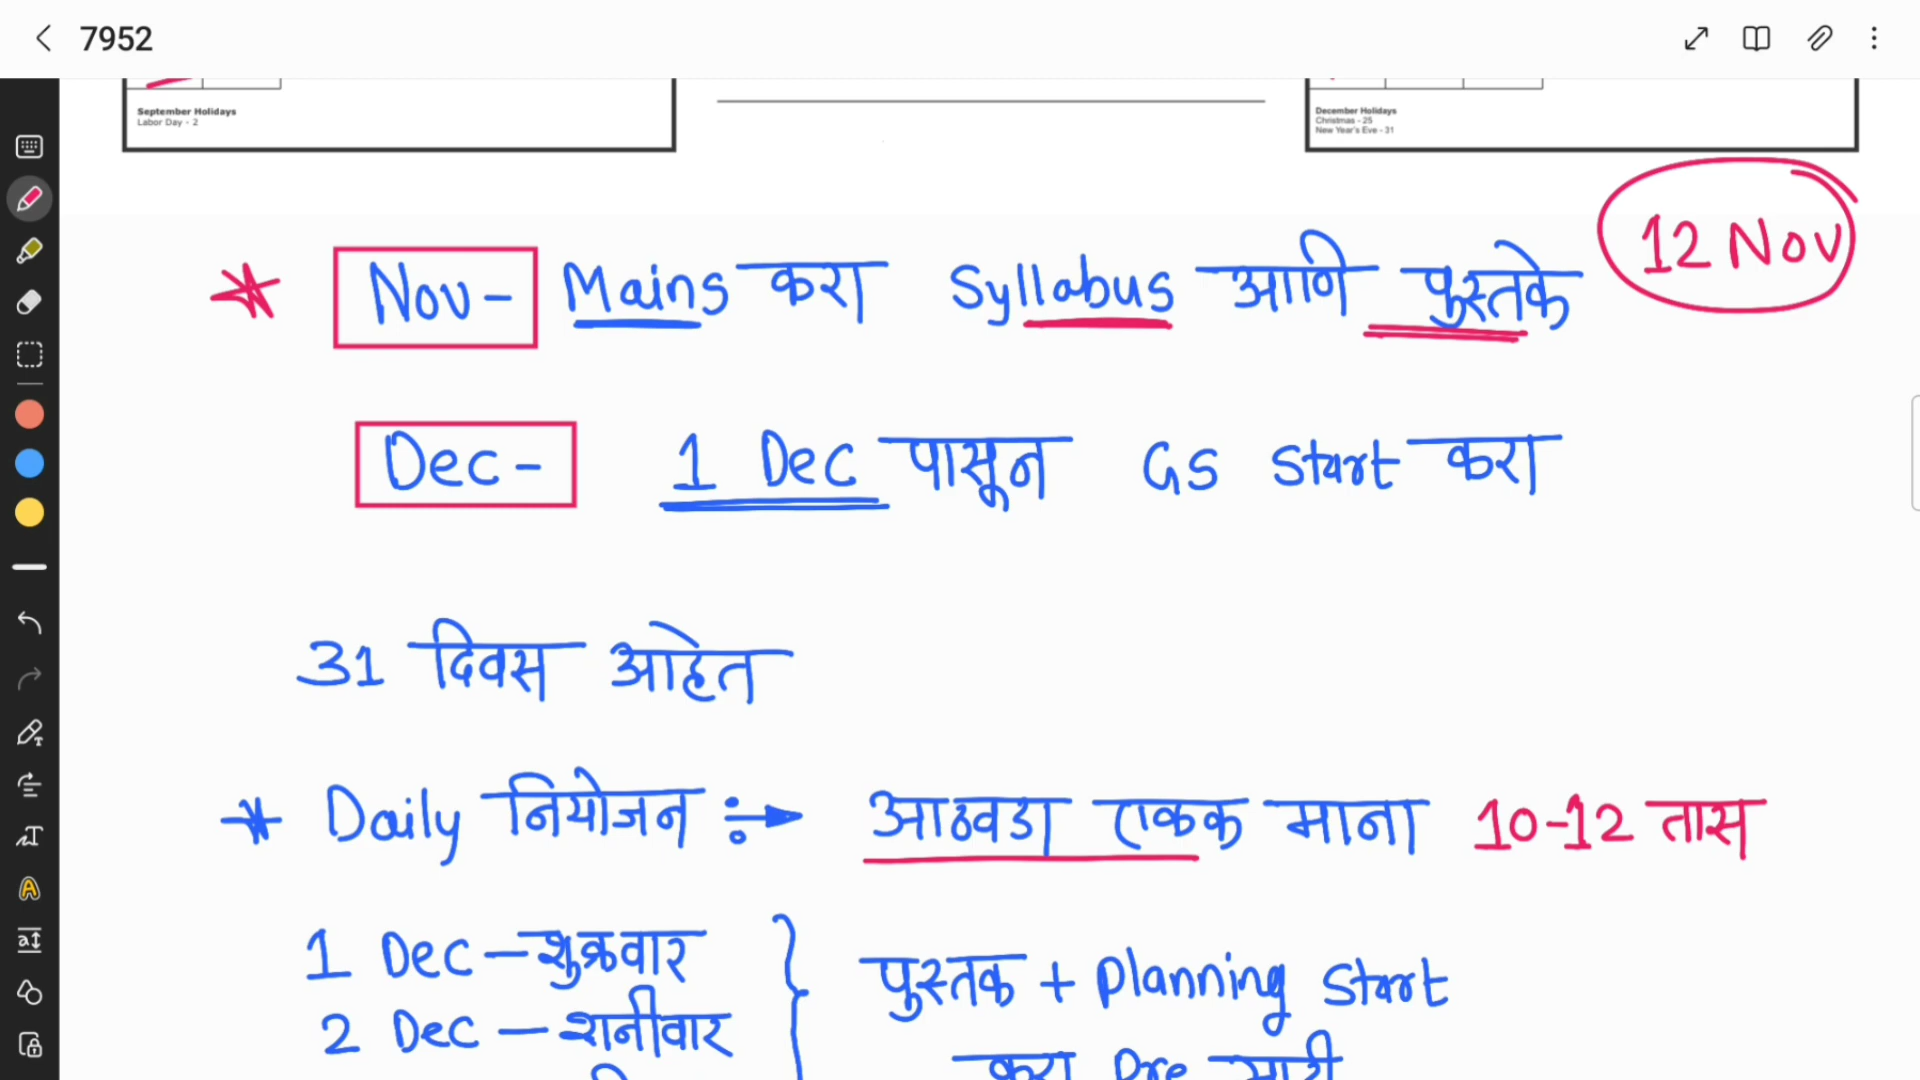 7952
September Holidays
Labor Day - 2
December Holidays
Christmas - 25
New Year's Eve - 31
12 Nov
Nov - Mains करा Syllabus आणि पुस्तके
Dec - 1 Dec पासून GS Start करा
31 दिवस आहेत
* Daily नियोजन ÷→ आठवडा एकक माना 10-12 तास
1 Dec - शुक्रवार
2 Dec - शनीवार
पुस्तक + Planning Start
करा Pre